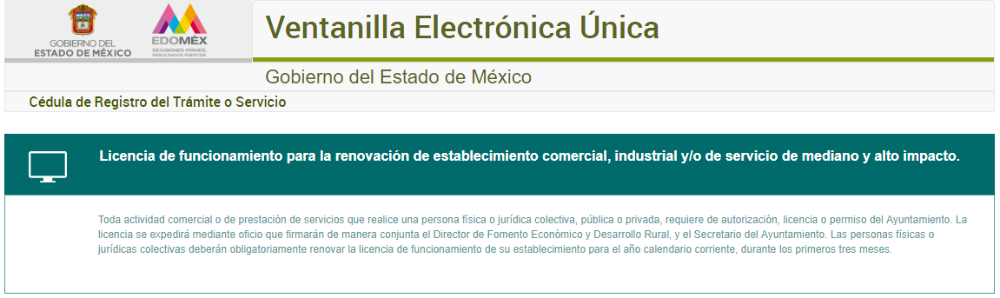 Ventanilla Electrónica Única
GOBIERNO DEL
ESTADO DE MÉXICO
EDOMÉX
DECISIONES FIRMES,
RESULTADOS FUERTES.
Gobierno del Estado de México
Cédula de Registro del Trámite o Servicio
Licencia de funcionamiento para la renovación de establecimiento comercial, industrial y/o de servicio de mediano y alto impacto.
Toda actividad comercial o de prestación de servicios que realice una persona física o jurídica colectiva, pública o privada, requiere de autorización, licencia o permiso del Ayuntamiento. La
licencia se expedirá mediante oficio que firmarán de manera conjunta el Director de Fomento Económico y Desarrollo Rural, y el Secretario del Ayuntamiento. Las personas físicas o
jurídicas colectivas deberán obligatoriamente renovar la licencia de funcionamiento de su establecimiento para el año calendario corriente, durante los primeros tres meses.